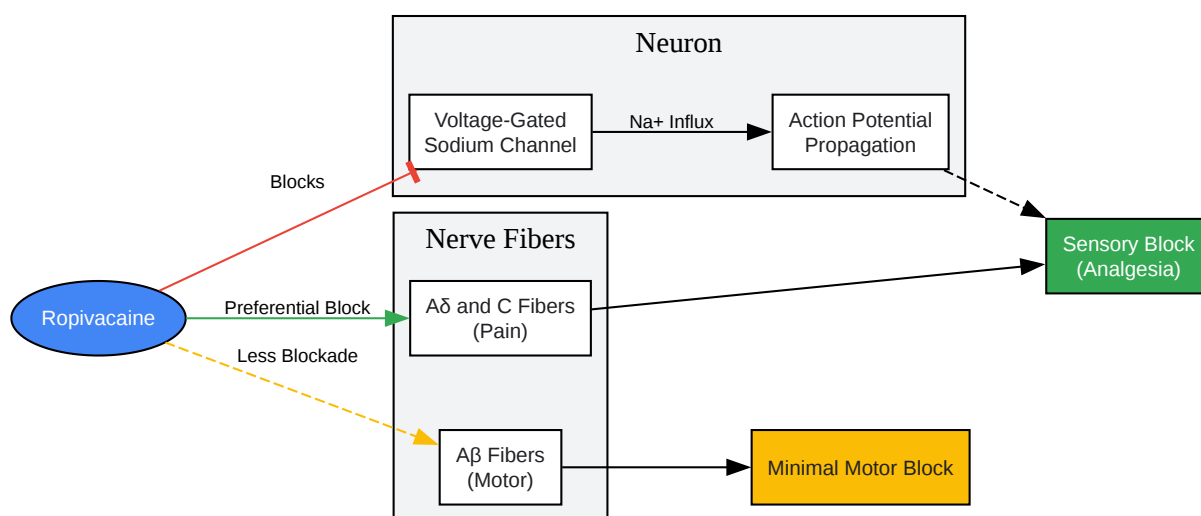 Neuron
Voltage-Gated
Sodium Channel
Na+ Influx
Action Potential
Propagation
Blocks
Nerve Fibers
Sensory Block
(Analgesia)
Ropivacaine
Preferential Block
Aδ and C Fibers
(Pain)
Less Blockade
Aβ Fibers
(Motor)
Minimal Motor Block